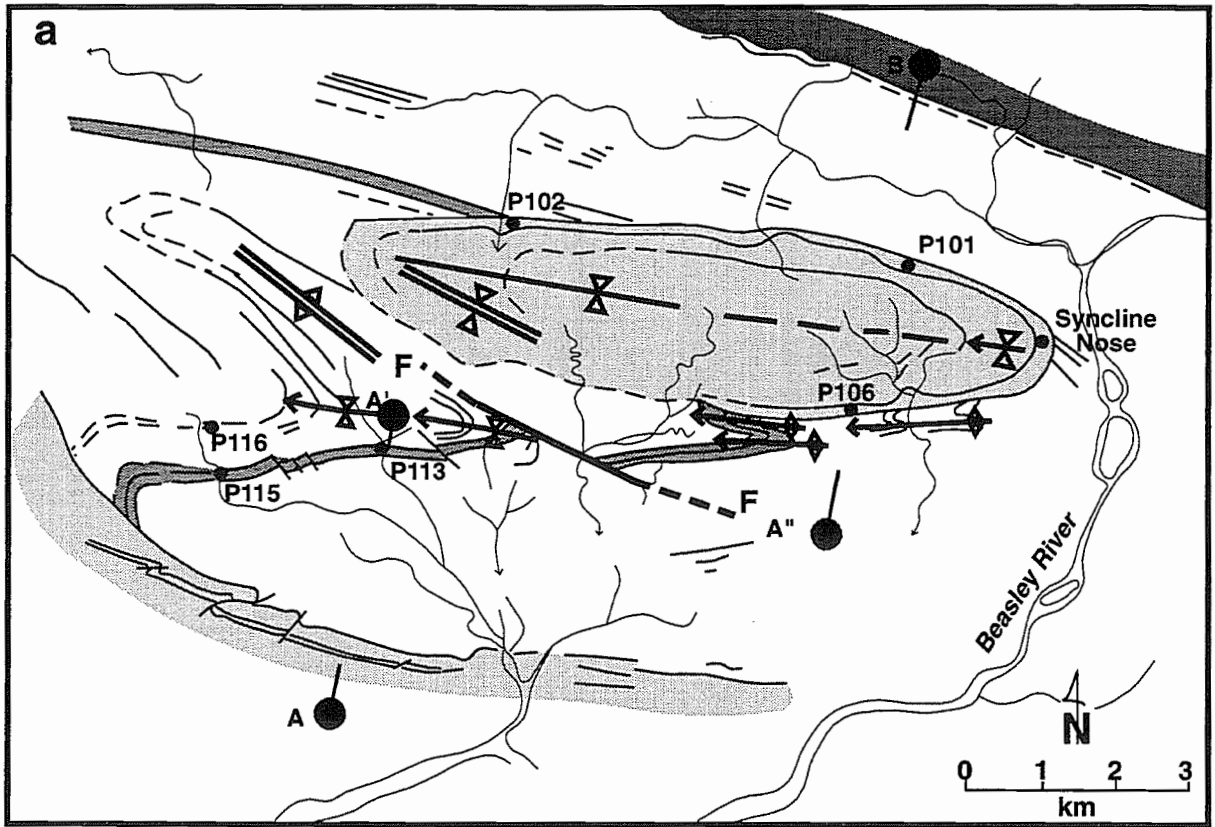 a
B
P102
P101
Syncline
Nose
F
P106
A'
P116
P113
P115
F
A"
Beasley River
A
N
0 1 2 3
km